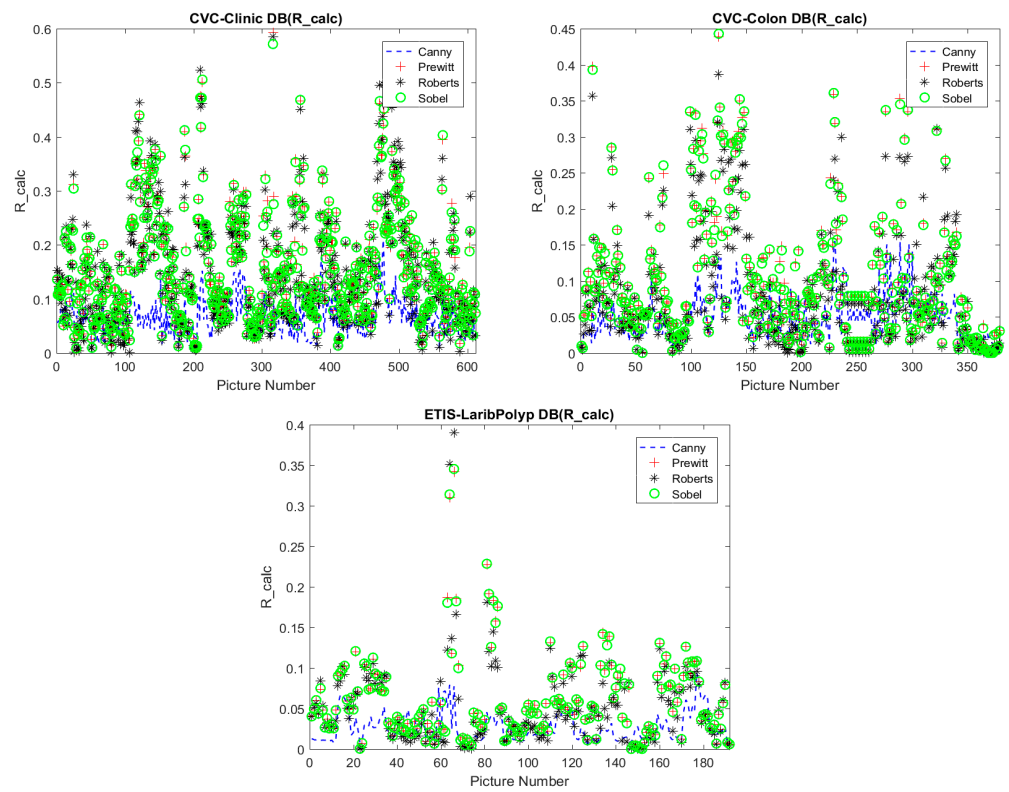 CVC-Clinic DB(R_calc)
0.6
0.5
0.4
0.3
0.2
0.1
0
R_calc
0 100 200 300 400 500 600
Picture Number
Canny
Prewitt
Roberts
Sobel
CVC-Colon DB(R_calc)
0.45
0.4
0.35
0.3
0.25
0.2
0.15
0.1
0.05
0
R_calc
0 50 100 150 200 250 300 350
Picture Number
Canny
Prewitt
Roberts
Sobel
ETIS-LaribPolyp DB(R_calc)
0.4
0.35
0.3
0.25
0.2
0.15
0.1
0.05
0
R_calc
0 20 40 60 80 100 120 140 160 180
Picture Number
Canny
Prewitt
Roberts
Sobel